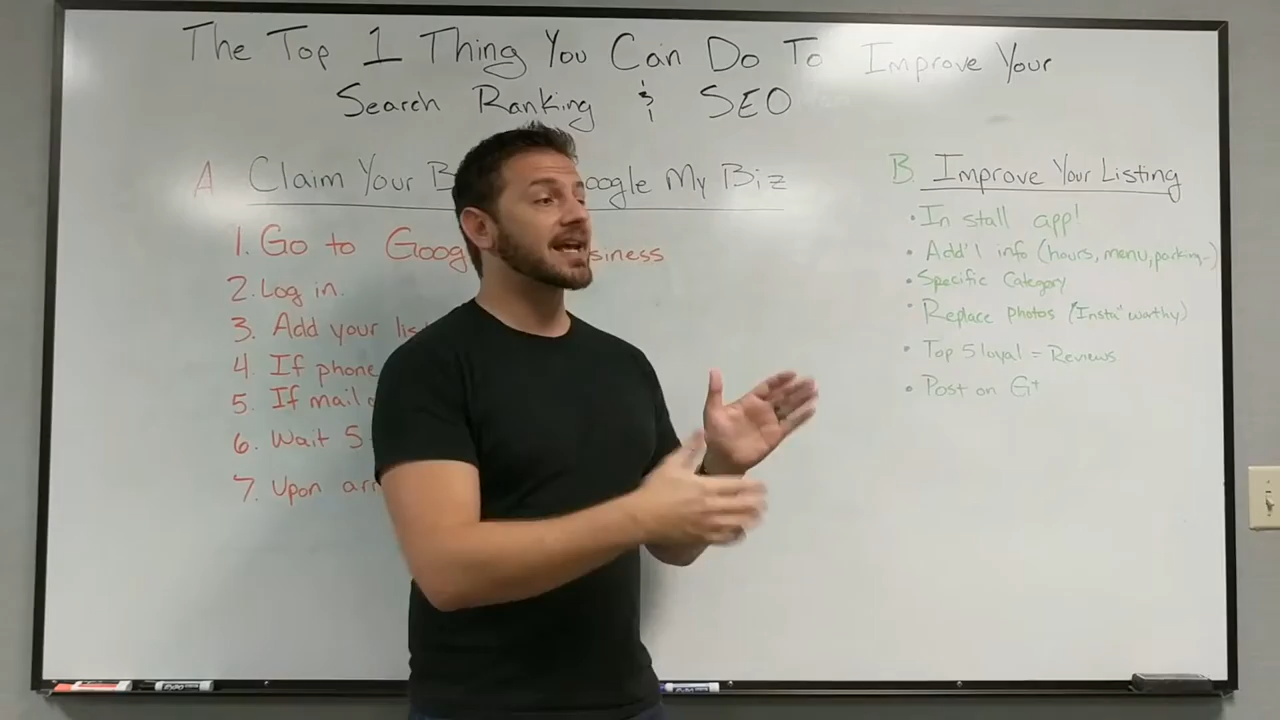 The Top 1 Thing You Can Do To Improve Your
Search Ranking & SEO
A Claim Your B oogle My Biz
1. Go to Goog siness
2. Log in.
3. Add your lis
4. If phone
5. If mail
6. Wait 5
7. Upon arr
B Improve Your Listing
• In stall app!
• Add'l info (hours, menu, parking-)
• Specific Category
• Replace photos ("Insta" wathy)
• Top 5 loyal = Reviews
• Post on G+